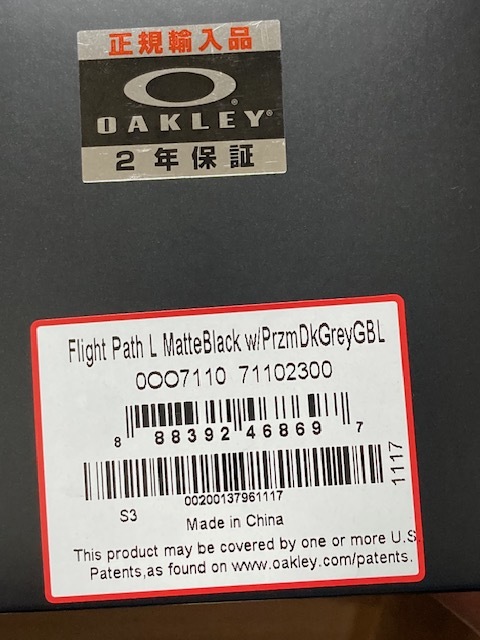 正規輸入品
OAKLEY®
2年保証
Flight Path L MatteBlack w/PrzmDkGreyGBL
0OO7110 71102300
8 88392 46869 7
00200137961117
1117
S3
Made in China
This product may be covered by one or more U.S
Patents,as found on www.oakley.com/patents.